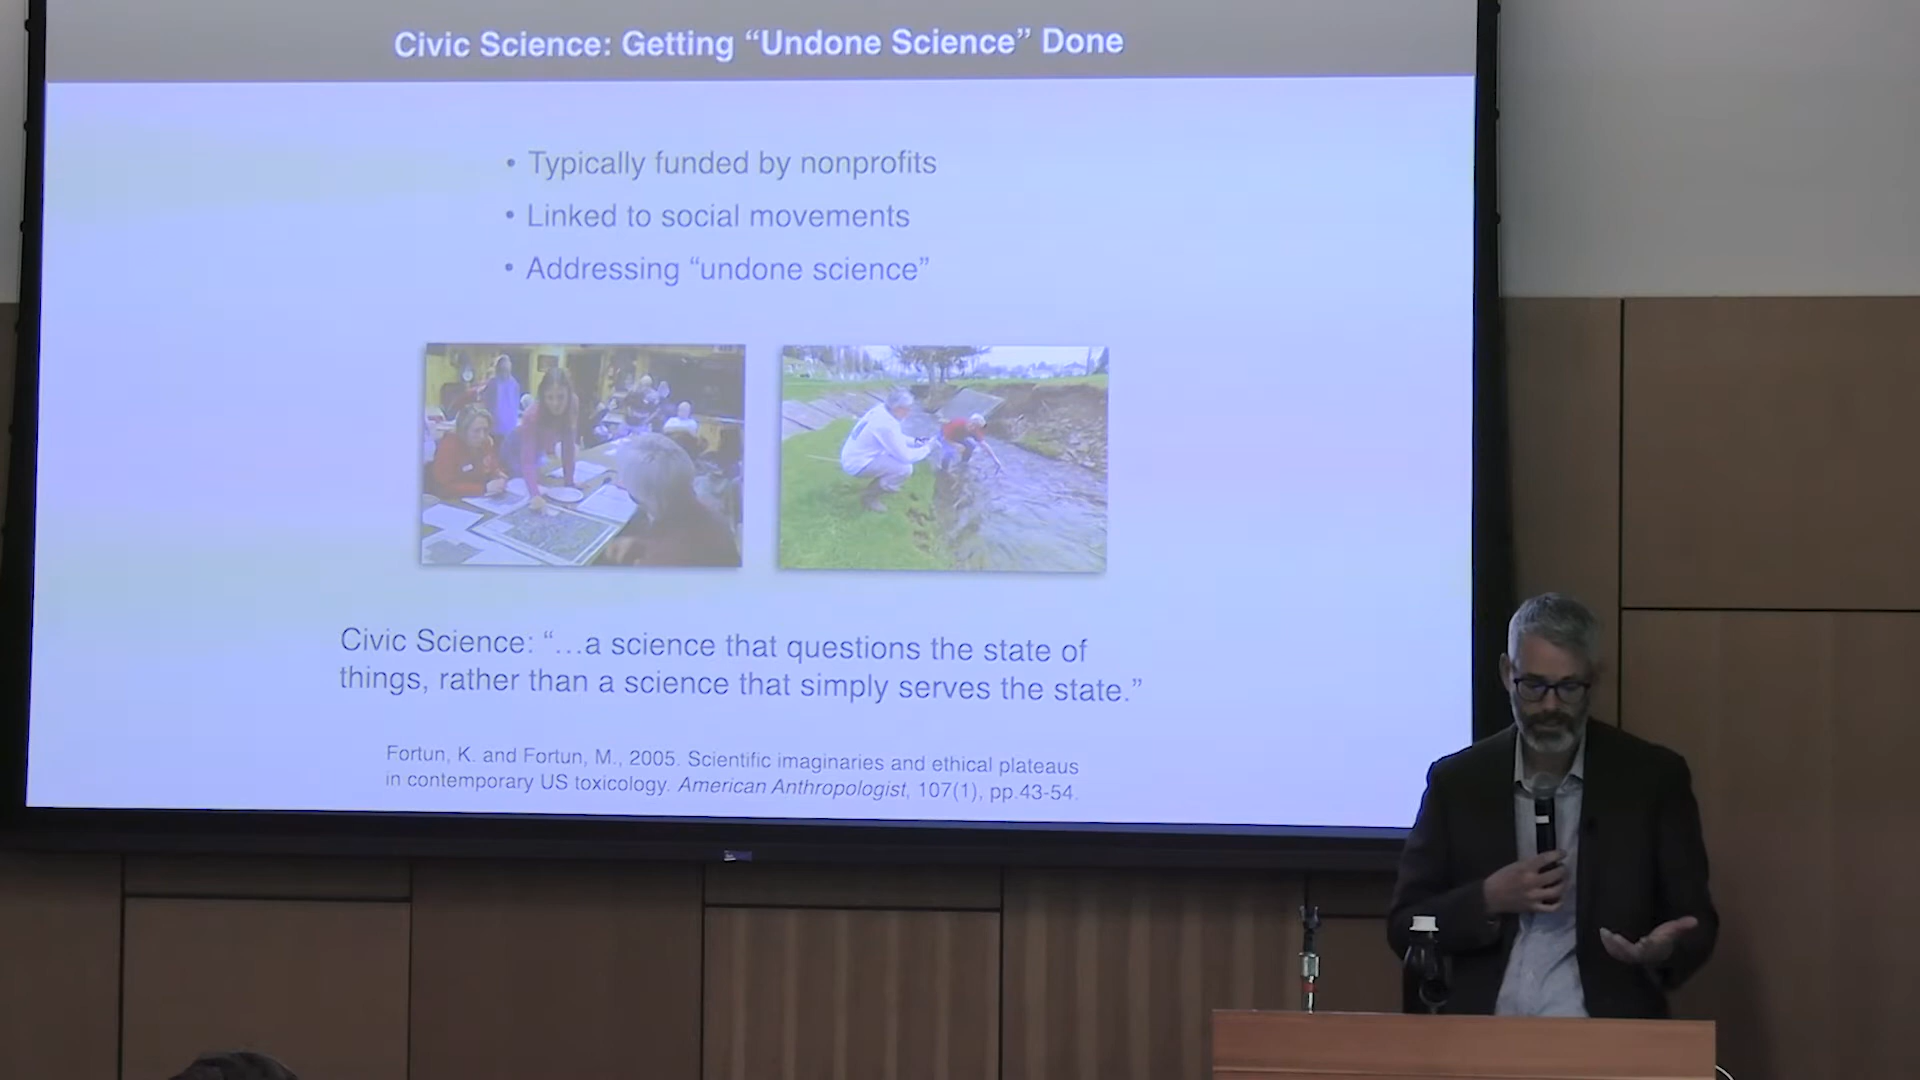 Civic Science: Getting “Undone Science” Done
• Typically funded by nonprofits
• Linked to social movements
• Addressing “undone science”
Civic Science: “…a science that questions the state of
things, rather than a science that simply serves the state.”
Fortun, K. and Fortun, M., 2005. Scientific imaginaries and ethical plateaus
in contemporary US toxicology. American Anthropologist, 107(1), pp.43-54.